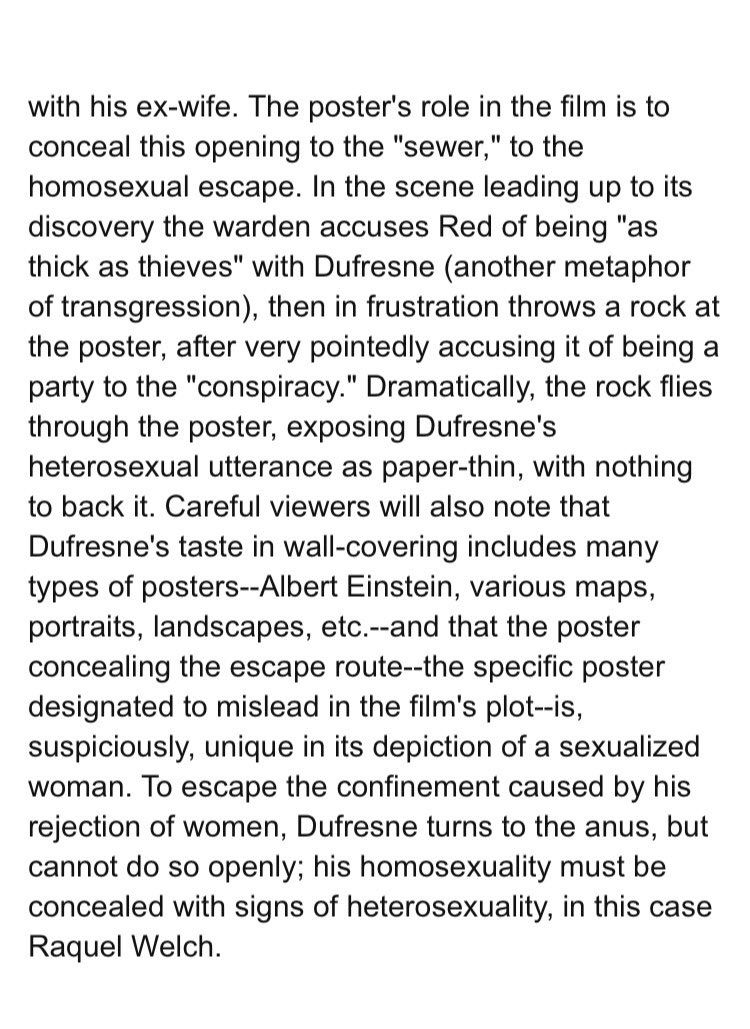 with his ex-wife. The poster's role in the film is to
conceal this opening to the "sewer," to the
homosexual escape. In the scene leading up to its
discovery the warden accuses Red of being "as
thick as thieves" with Dufresne (another metaphor
of transgression), then in frustration throws a rock at
the poster, after very pointedly accusing it of being a
party to the "conspiracy." Dramatically, the rock flies
through the poster, exposing Dufresne's
heterosexual utterance as paper-thin, with nothing
to back it. Careful viewers will also note that
Dufresne's taste in wall-covering includes many
types of posters--Albert Einstein, various maps,
portraits, landscapes, etc.--and that the poster
concealing the escape route--the specific poster
designated to mislead in the film's plot--is,
suspiciously, unique in its depiction of a sexualized
woman. To escape the confinement caused by his
rejection of women, Dufresne turns to the anus, but
cannot do so openly; his homosexuality must be
concealed with signs of heterosexuality, in this case
Raquel Welch.